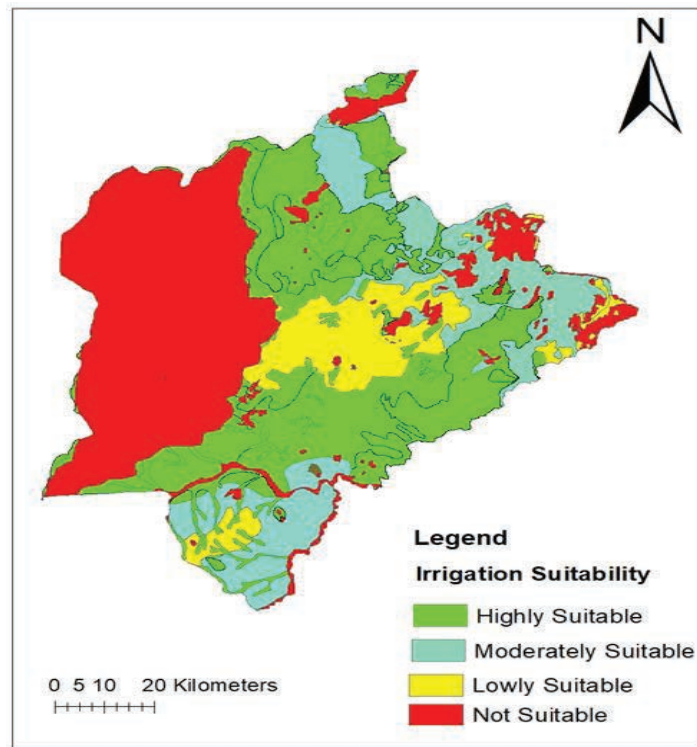 N
Legend
Irrigation Suitability
Highly Suitable
Moderately Suitable
Lowly Suitable
Not Suitable
0 5 10 20 Kilometers